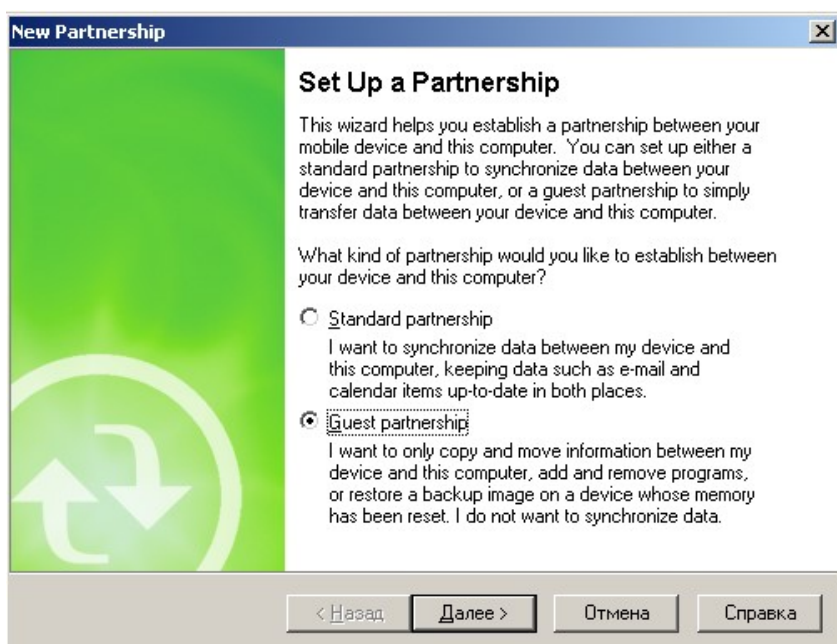 New Partnership
Set Up a Partnership
This wizard helps you establish a partnership between your
mobile device and this computer. You can set up either a
standard partnership to synchronize data between your
device and this computer, or a guest partnership to simply
transfer data between your device and this computer.
What kind of partnership would you like to establish between
your device and this computer?
Standard partnership
I want to synchronize data between my device and
this computer, keeping data such as e-mail and
calendar items up-to-date in both places.
Guest partnership
I want to only copy and move information between my
device and this computer, add and remove programs,
or restore a backup image on a device whose memory
has been reset. I do not want to synchronize data.
< Назад Далее > Отмена Справка